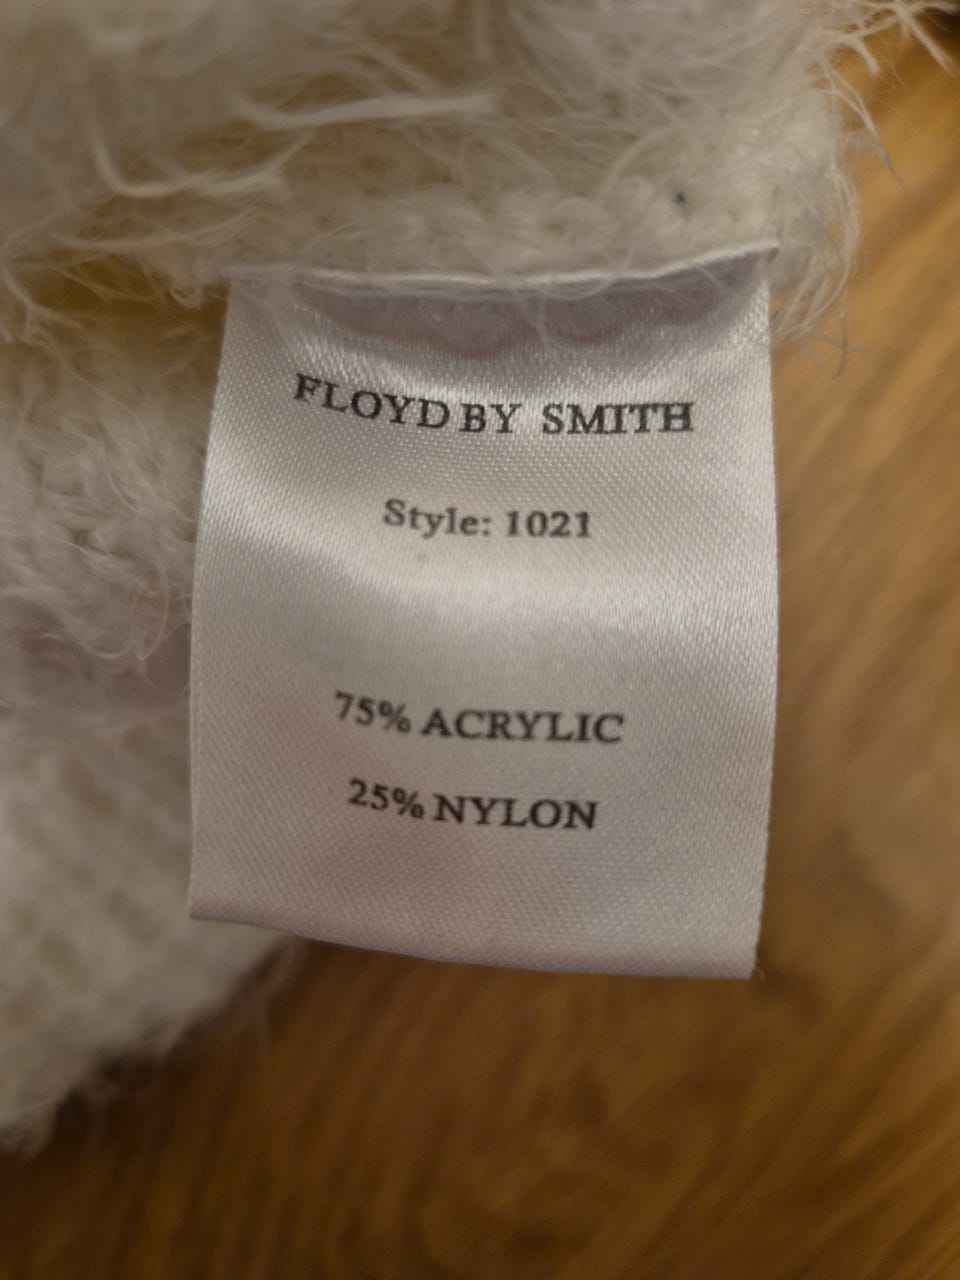 FLOYD BY SMITH
Style: 1021
75% ACRYLIC
25% NYLON